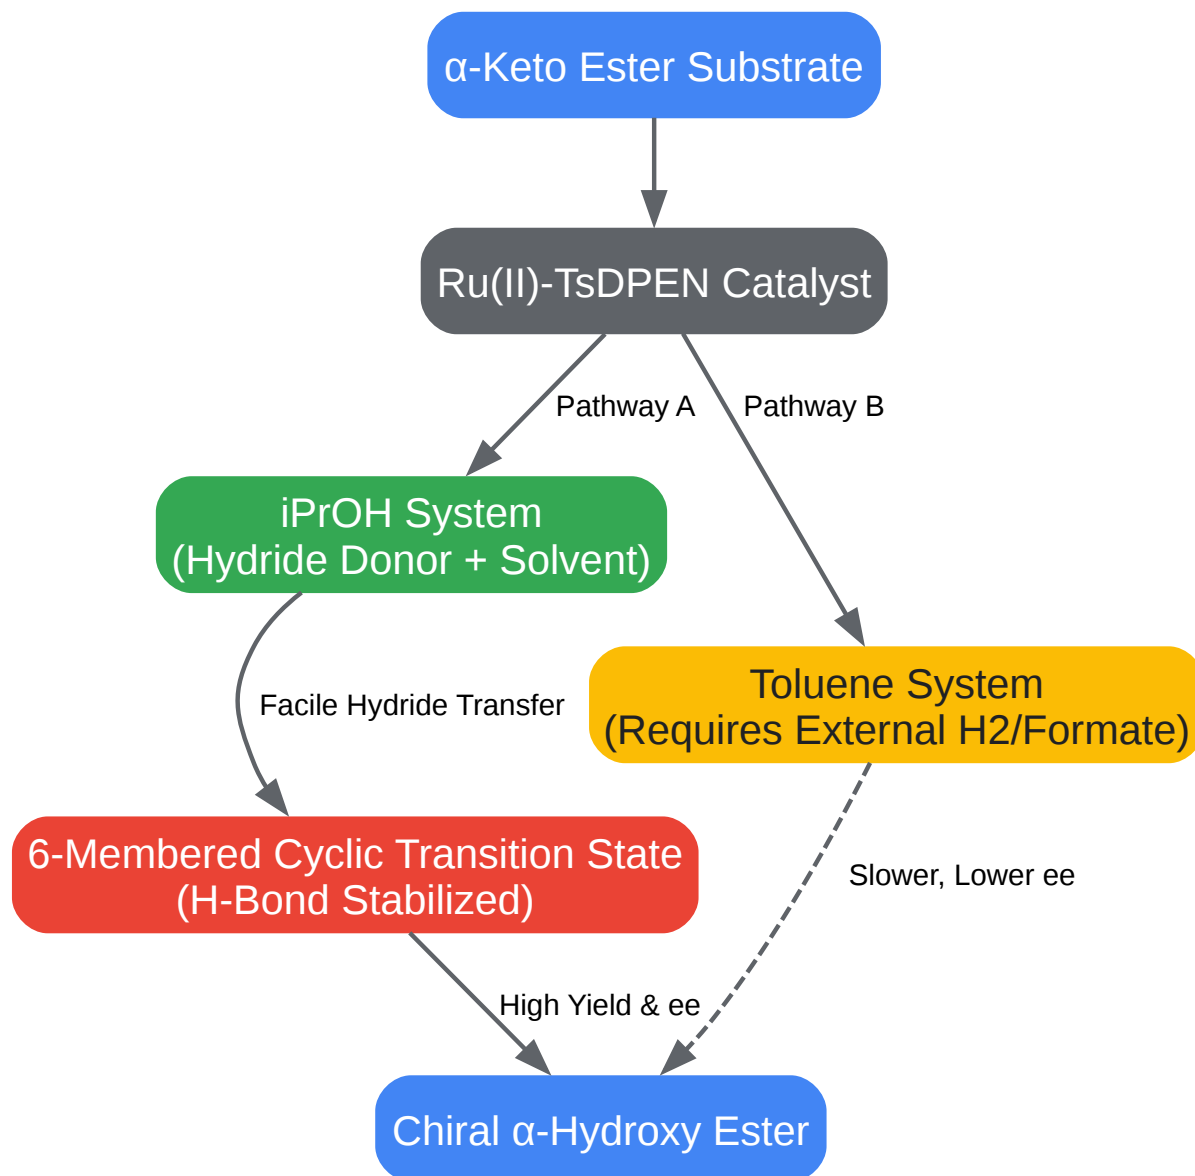 α-Keto Ester Substrate
Ru(II)-TsDPEN Catalyst
Pathway A
Pathway B
iPrOH System
(Hydride Donor + Solvent)
Toluene System
(Requires External H2/Formate)
Facile Hydride Transfer
6-Membered Cyclic Transition State
(H-Bond Stabilized)
Slower, Lower ee
High Yield & ee
Chiral α-Hydroxy Ester